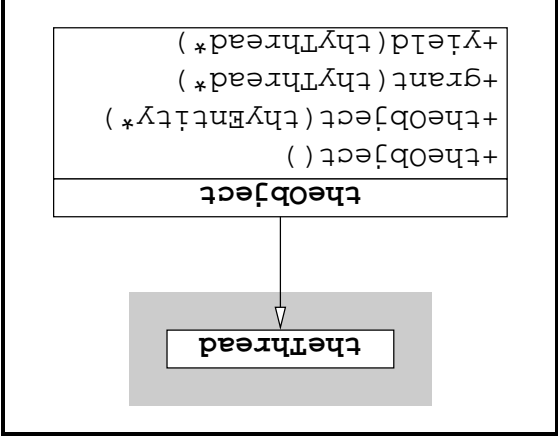 theThread
theObject
+theObject()
+theObject(thyEntity*)
+grant(thyThread*)
+yield(thyThread*)